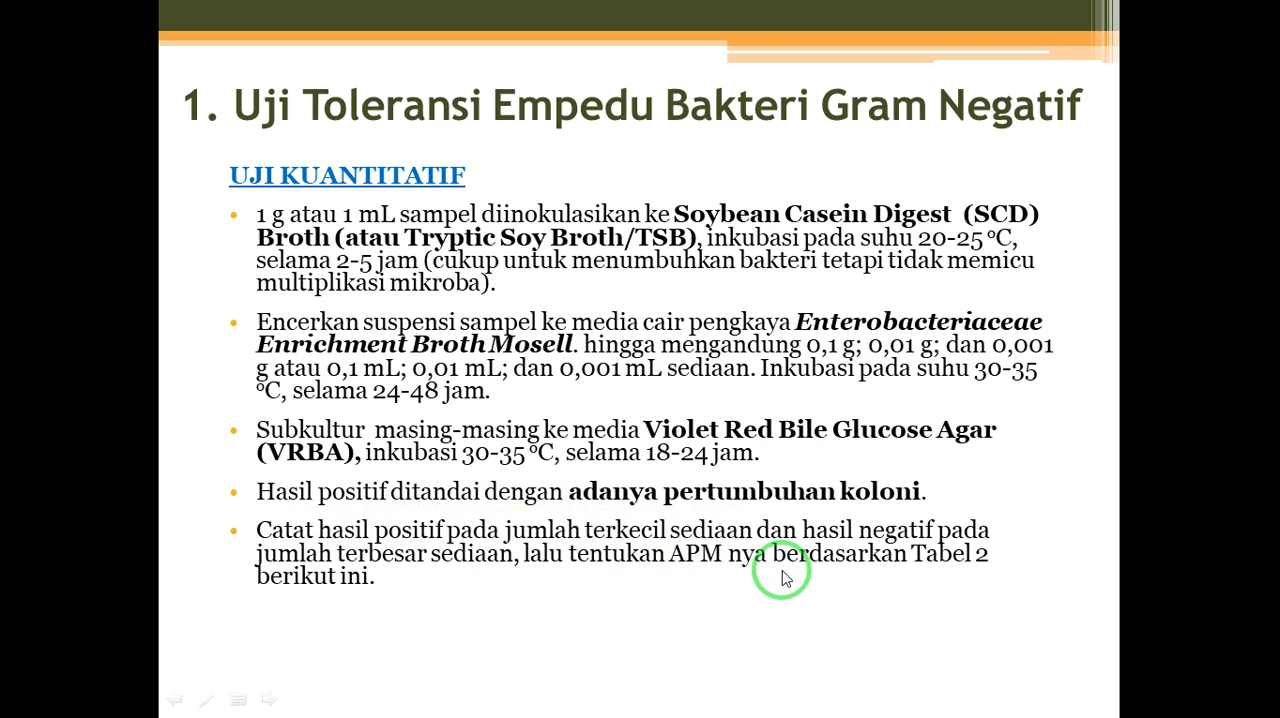 1. Uji Toleransi Empedu Bakteri Gram Negatif
UJI KUANTITATIF
• 1 g atau 1 mL sampel diinokulasikan ke Soybean Casein Digest (SCD)
Broth (atau Tryptic Soy Broth/TSB), inkubasi pada suhu 20-25 ⁰C,
selama 2-5 jam (cukup untuk menumbuhkan bakteri tetapi tidak memicu
multiplikasi mikroba).
• Encerkan suspensi sampel ke media cair pengkaya Enterobacteriaceae
Enrichment Broth Mosell. hingga mengandung 0,1 g; 0,01 g; dan 0,001
g atau 0,1 mL; 0,01 mL; dan 0,001 mL sediaan. Inkubasi pada suhu 30-35
⁰C, selama 24-48 jam.
• Subkultur masing-masing ke media Violet Red Bile Glucose Agar
(VRBA), inkubasi 30-35 ⁰C, selama 18-24 jam.
• Hasil positif ditandai dengan adanya pertumbuhan koloni.
• Catat hasil positif pada jumlah terkecil sediaan dan hasil negatif pada
jumlah terbesar sediaan, lalu tentukan APM nya berdasarkan Tabel 2
berikut ini.